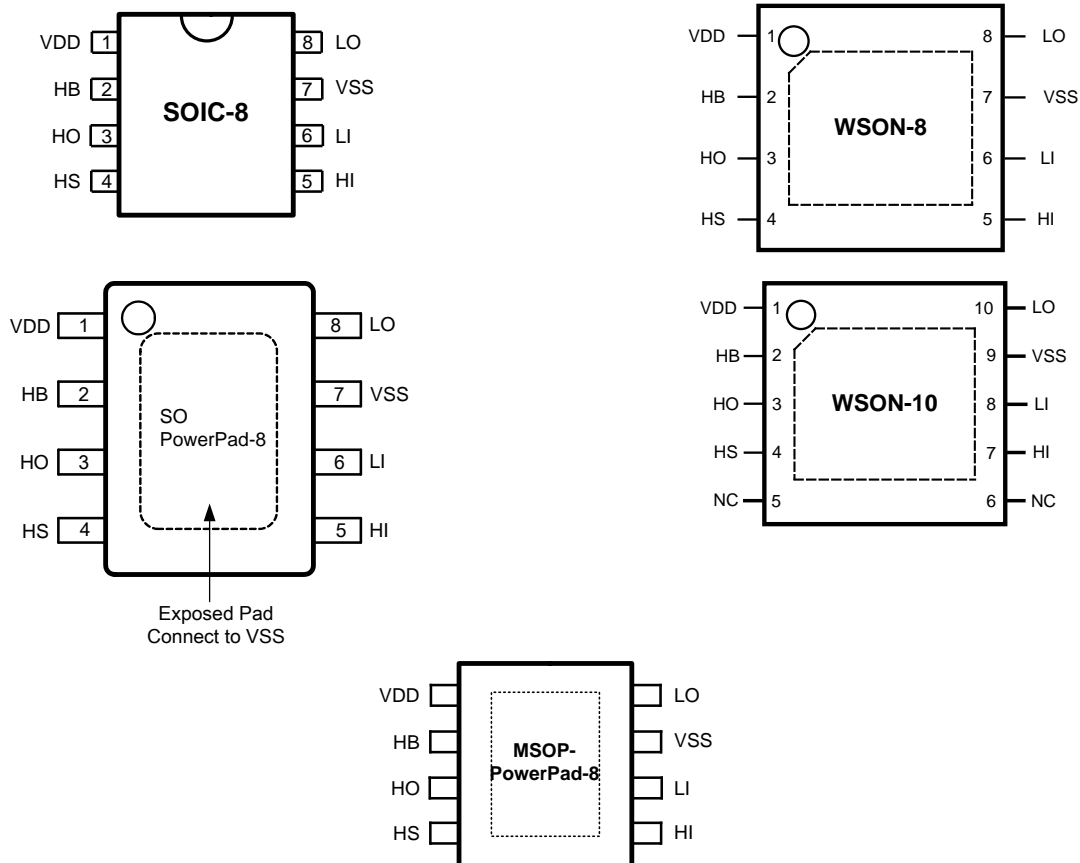 VDD 1 8 LO
HB 2 7 VSS
HO 3 6 LI
HS 4 5 HI
SOIC-8
VDD 1 8 LO
HB 2 7 VSS
HO 3 6 LI
HS 4 5 HI
WSON-8
VDD 1 8 LO
HB 2 7 VSS
HO 3 6 LI
HS 4 5 HI
SO
PowerPad-8
Exposed Pad
Connect to VSS
VDD 1 10 LO
HB 2 9 VSS
HO 3 8 LI
HS 4 7 HI
NC 5 6 NC
WSON-10
VDD LO
HB VSS
HO LI
HS HI
MSOP-
PowerPad-8